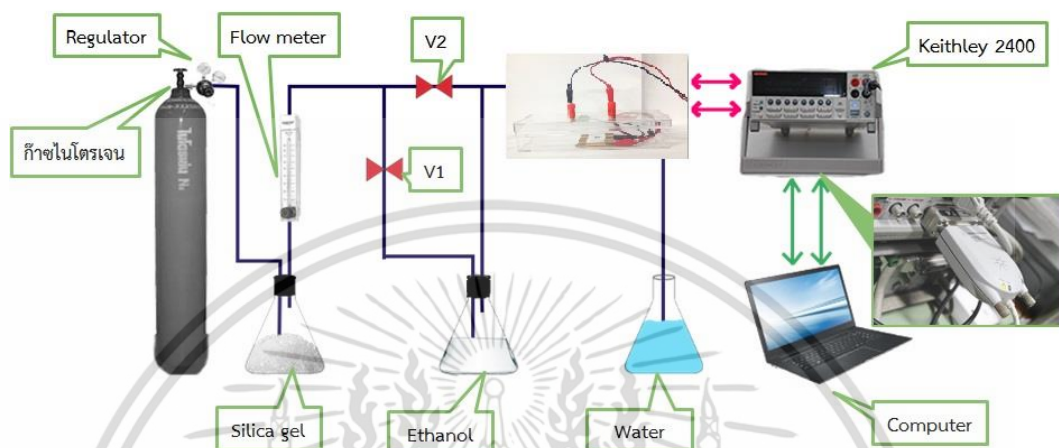 Regulator
Flow meter
V2
Keithley 2400
ก๊าซไนโตรเจน
V1
Silica gel
Ethanol
Water
Computer